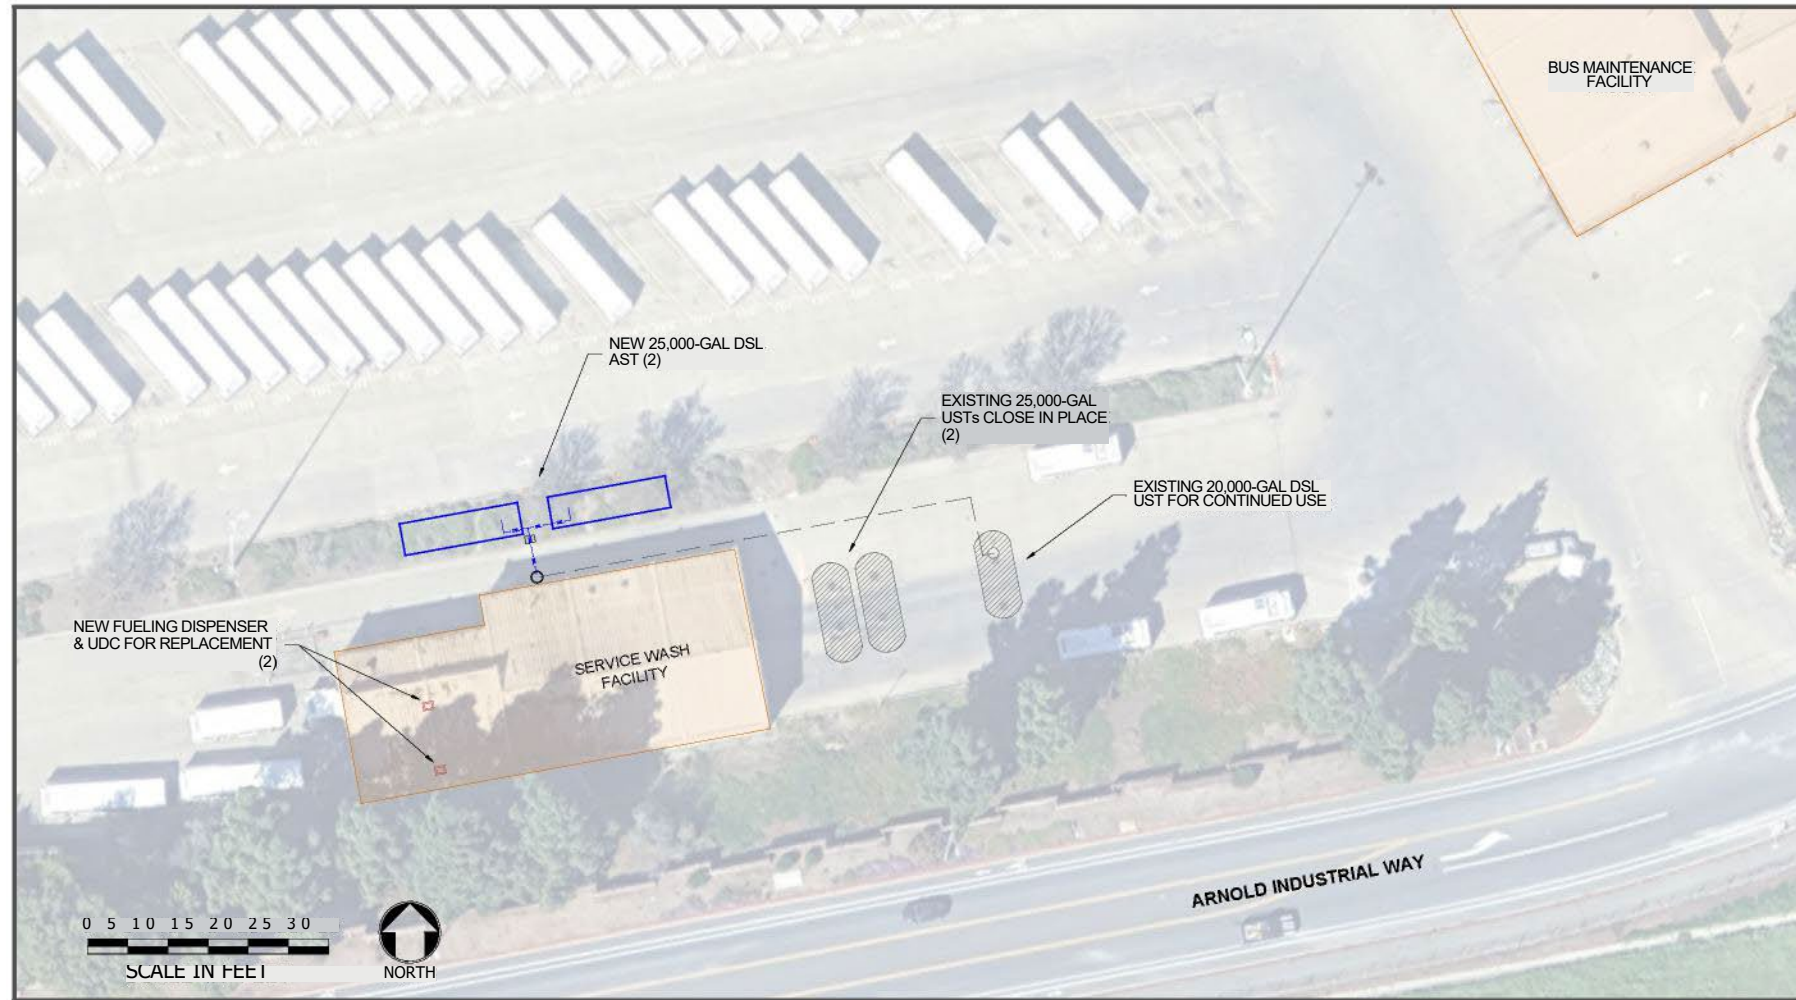 BUS MAINTENANCE
FACILITY
NEW 25,000-GAL DSL
AST (2)
EXISTING 25,000-GAL
USTs CLOSE IN PLACE
(2)
EXISTING 20,000-GAL DSL
UST FOR CONTINUED USE
NEW FUELING DISPENSER
& UDC FOR REPLACEMENT
(2)
SERVICE WASH
FACILITY
ARNOLD INDUSTRIAL WAY
0 5 10 15 20 25 30
SCALE IN FEET
NORTH